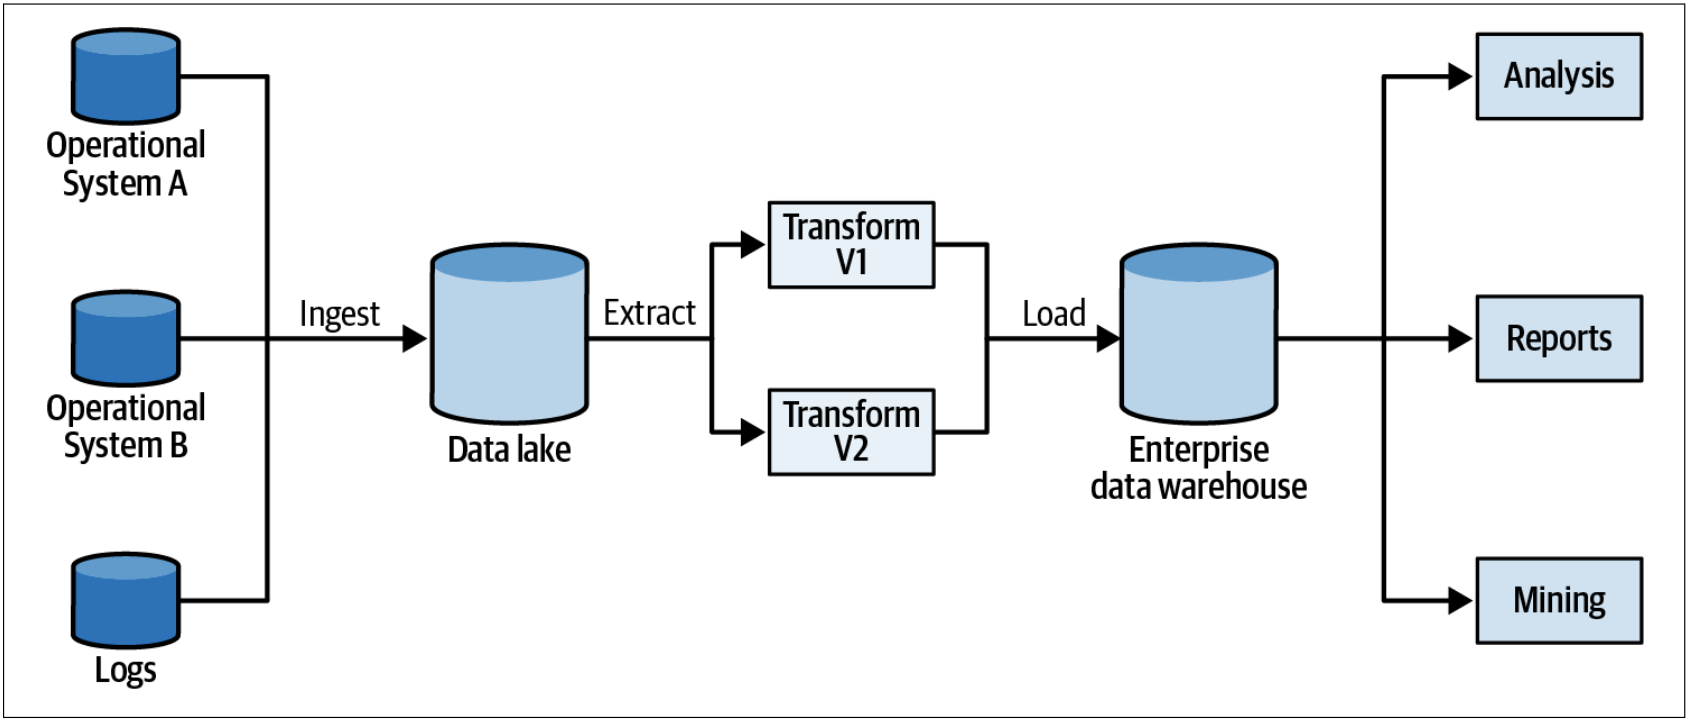 Operational
System A
Operational
System B
Logs
Ingest
Data lake
Extract
Transform
V1
Transform
V2
Load
Enterprise
data warehouse
Analysis
Reports
Mining